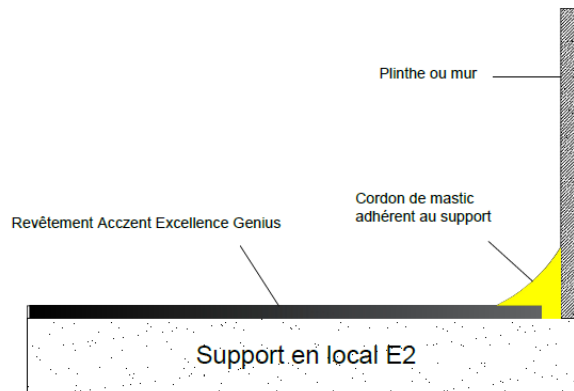 Plinthe ou mur
Cordon de mastic
adhérent au support
Revêtement Acczent Excellence Genius
Support en local E2